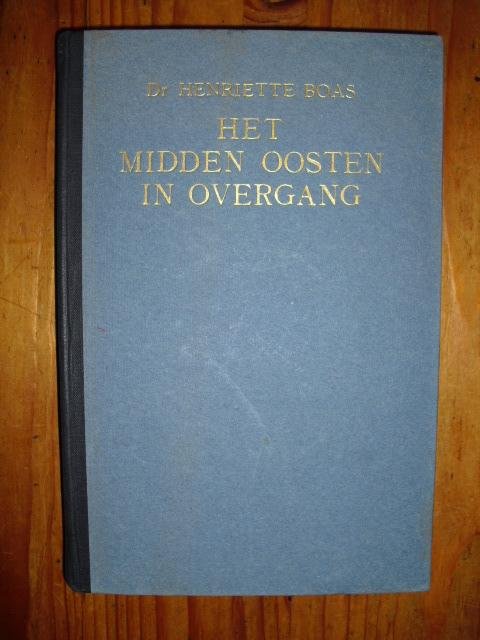 Dr HENRIETTE BOAS
HET
MIDDEN OOSTEN
IN OVERGANG